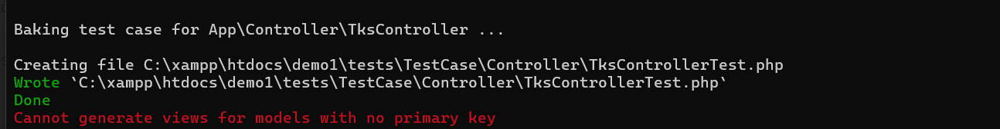 Baking test case for App\Controller\TksController ...
Creating file C:\xampp\htdocs\demo1\tests\TestCase\Controller\TksControllerTest.php
Wrote `C:\xampp\htdocs\demo1\tests\TestCase\Controller\TksControllerTest.php`
Done
Cannot generate views for models with no primary key